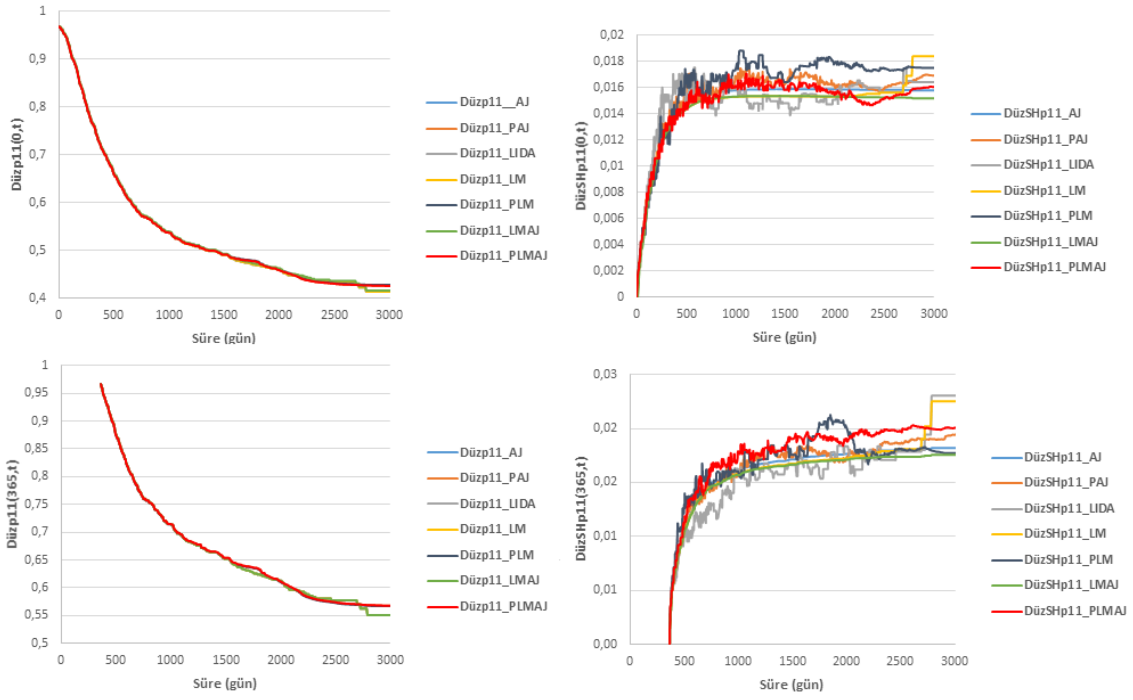 Düzp11(0,t)
1
0,9
0,8
0,7
0,6
0,5
0,4
0
500
1000
1500
2000
2500
3000
Süre (gün)
Düzp11__AJ
Düzp11_PAJ
Düzp11_LIDA
Düzp11_LM
Düzp11_PLM
Düzp11_LMAJ
Düzp11_PLMAJ
DüzSHp11(0,t)
0,02
0,018
0,016
0,014
0,012
0,01
0,008
0,006
0,004
0,002
0
0
500
1000
1500
2000
2500
3000
Süre (gün)
DüzSHp11_AJ
DüzSHp11_PAJ
DüzSHp11_LIDA
DüzSHp11_LM
DüzSHp11_PLM
DüzSHp11_LMAJ
DüzSHp11_PLMAJ
Düzp11(365,t)
1
0,95
0,9
0,85
0,8
0,75
0,7
0,65
0,6
0,55
0,5
0
500
1000
1500
2000
2500
3000
Süre (gün)
Düzp11_AJ
Düzp11_PAJ
Düzp11_LIDA
Düzp11_LM
Düzp11_PLM
Düzp11_LMAJ
Düzp11_PLMAJ
DüzSHp11(365,t)
0,03
0,02
0,02
0,01
0,01
0,00
0
500
1000
1500
2000
2500
3000
Süre (gün)
DüzSHp11_AJ
DüzSHp11_PAJ
DüzSHp11_LIDA
DüzSHp11_LM
DüzSHp11_PLM
DüzSHp11_LMAJ
DüzSHp11_PLMAJ